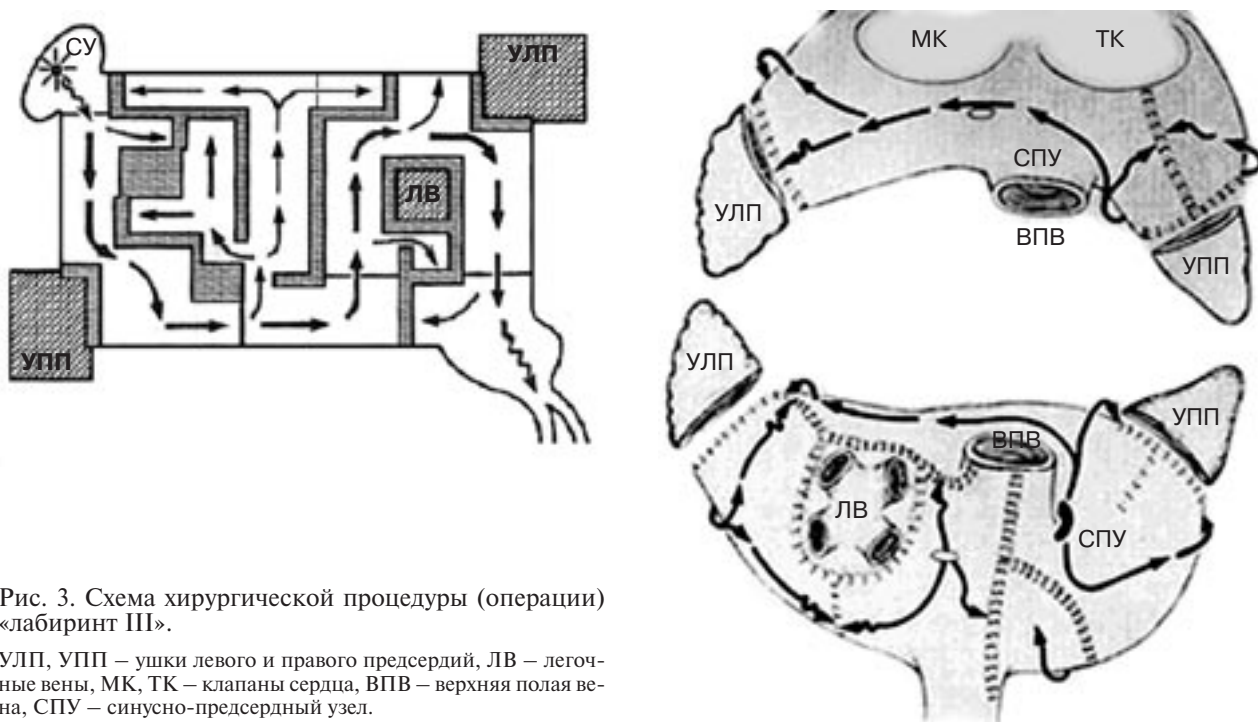 СУ
УЛП
ЛВ
УПП
МК
ТК
СПУ
УЛП
ВПВ
УПП
УЛП
УПП
ВПВ
ЛВ
СПУ
Рис. 3. Схема хирургической процедуры (операции)
«лабиринт III».
УЛП, УПП – ушки левого и правого предсердий, ЛВ – легоч-
ные вены, МК, ТК – клапаны сердца, ВПВ – верхняя полая ве-
на, СПУ – синусно-предсердный узел.